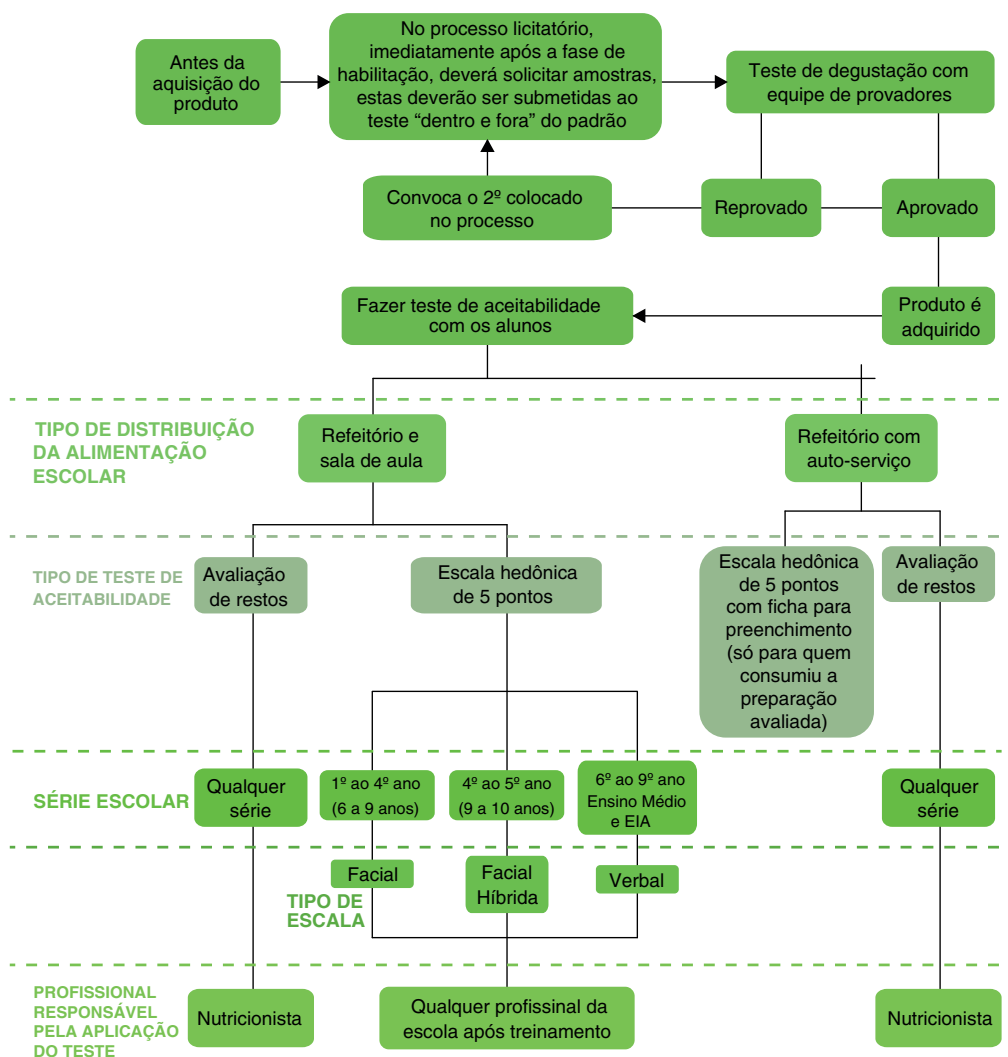 Antes da
aquisição do
produto
No processo licitatório,
imediatamente após a fase de
habilitação, deverá solicitar amostras,
estas deverão ser submetidas ao
teste “dentro e fora” do padrão
Teste de degustação com
equipe de provadores
Convoca o 2º colocado
no processo
Reprovado
Aprovado
Fazer teste de aceitabilidade
com os alunos
Produto é
adquirido
TIPO DE DISTRIBUIÇÃO
DA ALIMENTAÇÃO
ESCOLAR
Refeitório e
sala de aula
Refeitório com
auto-serviço
TIPO DE TESTE DE
ACEITABILIDADE
Avaliação
de restos
Escala hedônica
de 5 pontos
Escala hedônica
de 5 pontos
com ficha para
preenchimento
(só para quem
consumiu a
preparação
avaliada)
Avaliação
de restos
SÉRIE ESCOLAR
Qualquer
série
1º ao 4º ano
(6 a 9 anos)
4º ao 5º ano
(9 a 10 anos)
6º ao 9º ano
Ensino Médio
e EIA
Qualquer
série
TIPO DE
ESCALA
Facial
Facial
Híbrida
Verbal
PROFISSIONAL
RESPONSÁVEL
PELA APLICAÇÃO
DO TESTE
Nutricionista
Qualquer profissinal da
escola após treinamento
Nutricionista